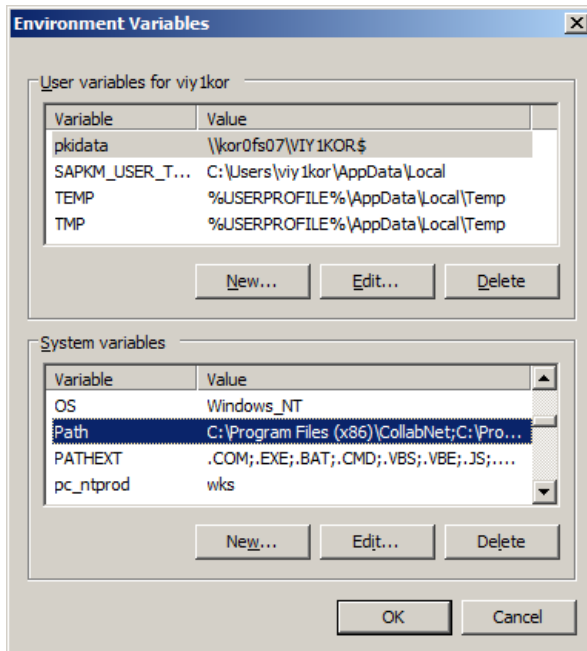 Environment Variables
User variables for viy1kor
Variable Value
pkidata \\kor0fs07\VIY1KOR$
SAPKM_USER_T... C:\Users\viy1kor\AppData\Local
TEMP %USERPROFILE%\AppData\Local\Temp
TMP %USERPROFILE%\AppData\Local\Temp
New... Edit... Delete
System variables
Variable Value
OS Windows_NT
Path C:\Program Files (x86)\CollabNet;C:\Pro...
PATHEXT .COM;.EXE;.BAT;.CMD;.VBS;.VBE;.JS;....
pc_ntprod wks
New... Edit... Delete
OK Cancel